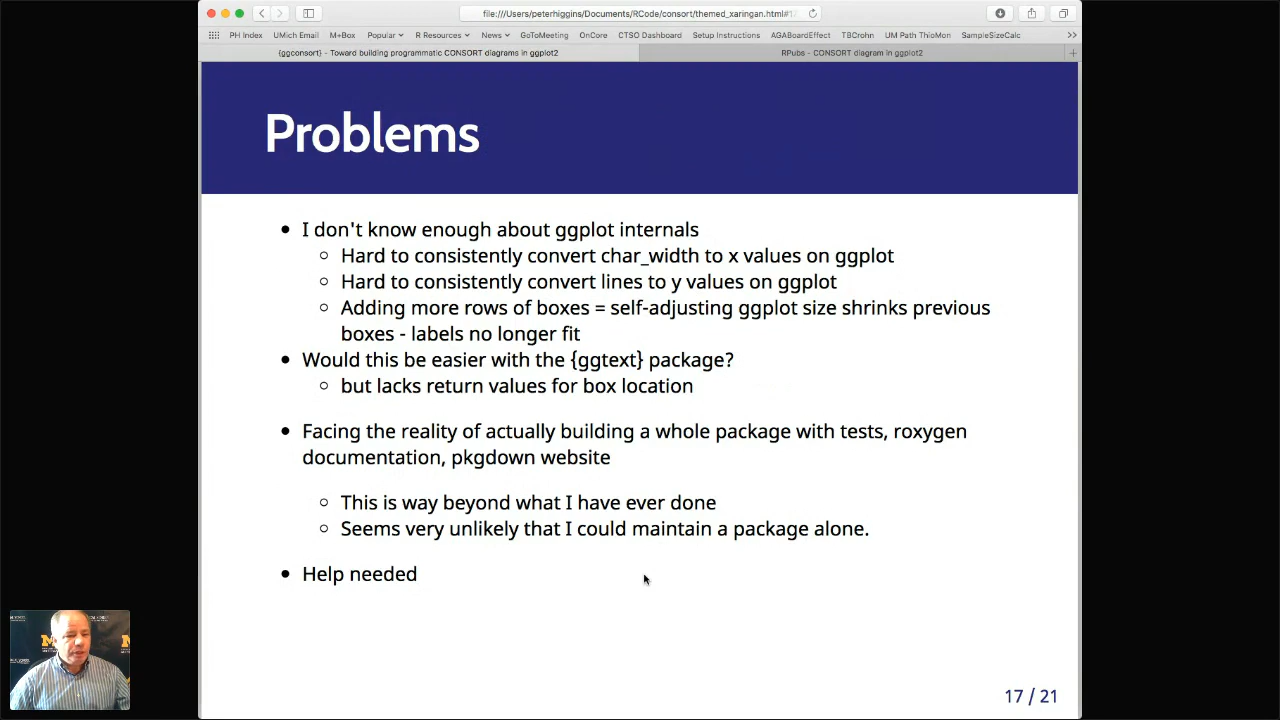 file:///Users/peterhiggins/Documents/RCode/consort/themed_xaringan.html#1
PH Index UMich Email Popular R Resources News GoToMeeting OnCore CTSO Dashboard Setup Instructions AGABoardEffect TBCrohn UM Path ThioMon SampleSizeCalc
{ggconsort} - Toward building programmatic CONSORT diagrams in ggplot2 RPubs - CONSORT diagram in ggplot2
Problems
• I don't know enough about ggplot internals
○ Hard to consistently convert char_width to x values on ggplot
○ Hard to consistently convert lines to y values on ggplot
○ Adding more rows of boxes = self-adjusting ggplot size shrinks previous
boxes - labels no longer fit
• Would this be easier with the {ggtext} package?
○ but lacks return values for box location
• Facing the reality of actually building a whole package with tests, roxygen
documentation, pkgdown website
○ This is way beyond what I have ever done
○ Seems very unlikely that I could maintain a package alone.
• Help needed
17 / 21